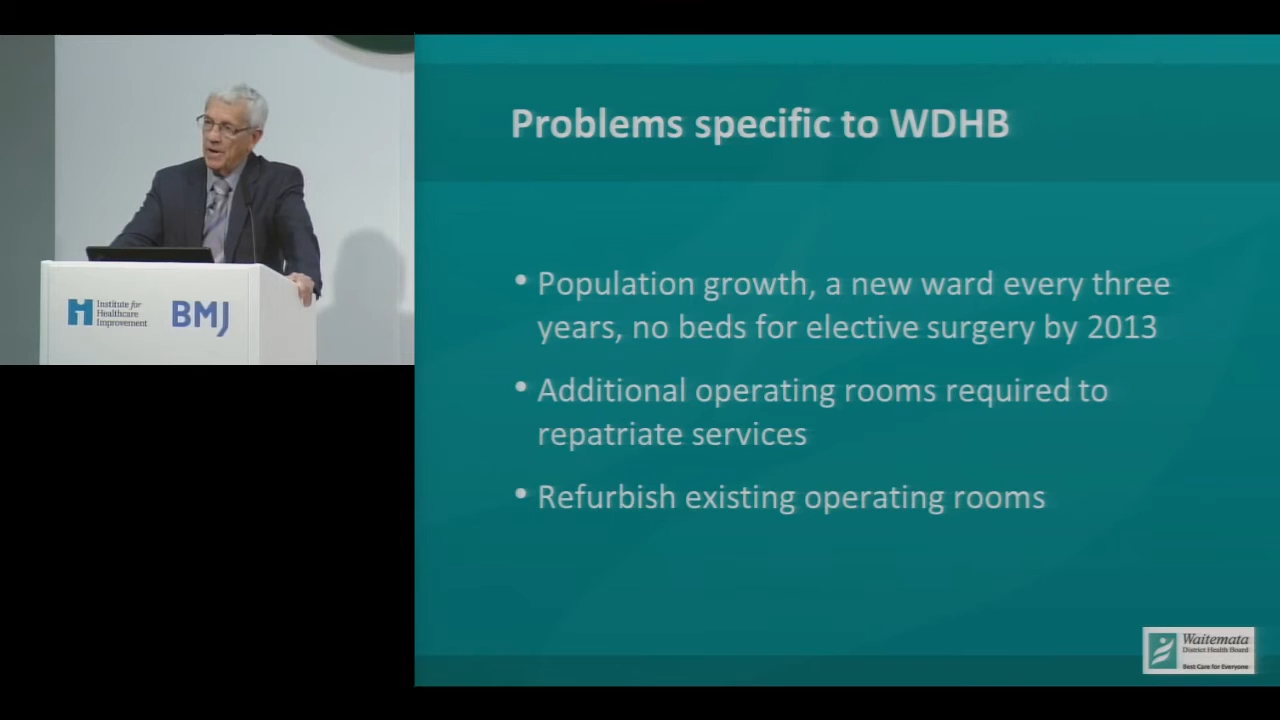 Problems specific to WDHB
• Population growth, a new ward every three
years, no beds for elective surgery by 2013
• Additional operating rooms required to
repatriate services
• Refurbish existing operating rooms
Institute for
Healthcare
Improvement
BMJ
Waitemata
District Health Board
Best Care for Everyone